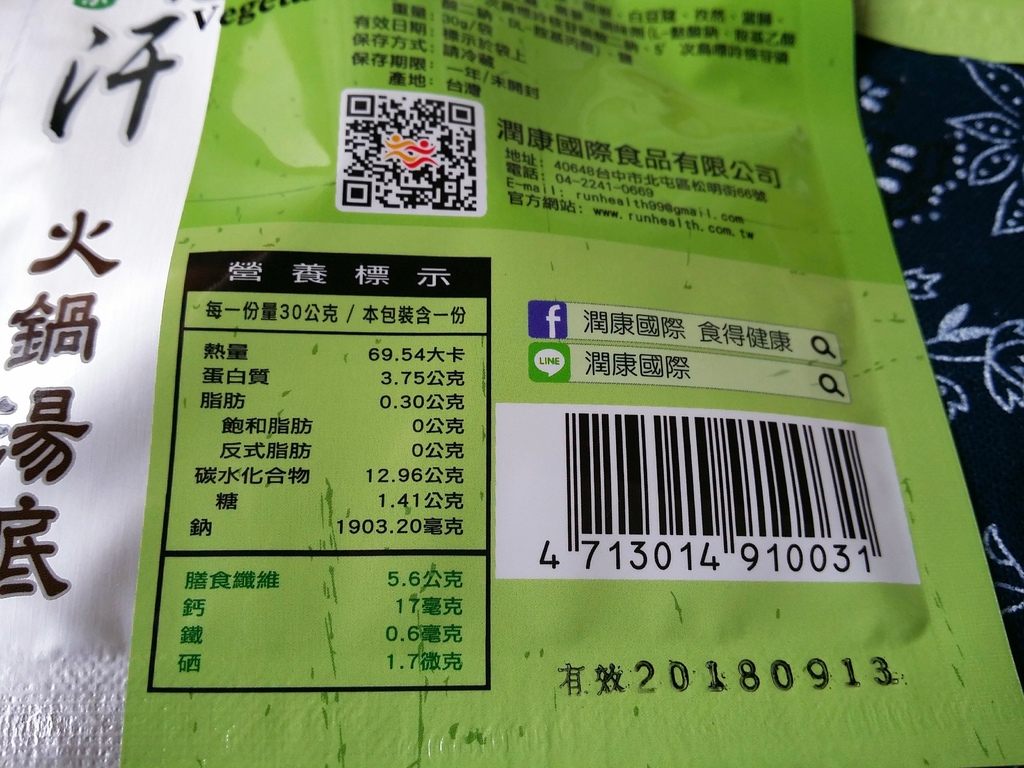 Vegeta
汗
火鍋湯底
重量: 30g/袋
有效日期: 標示於袋上
保存方式: 請冷藏
保存期限: 一年/未開封
產地: 台灣
潤康國際食品有限公司
地址: 40648台中市北屯區松明街66號
電話: 04-2241-0669
E-mail: runhealth99@gmail.com
官方網站: www.runhealth.com.tw
營養標示
每一份量30公克 / 本包裝含一份
熱量 69.54大卡
蛋白質 3.75公克
脂肪 0.30公克
飽和脂肪 0公克
反式脂肪 0公克
碳水化合物 12.96公克
糖 1.41公克
鈉 1903.20毫克
膳食纖維 5.6公克
鈣 17毫克
鐵 0.6毫克
硒 1.7微克
f 潤康國際 食得健康
LINE 潤康國際
4 713014 910031
有效20180913